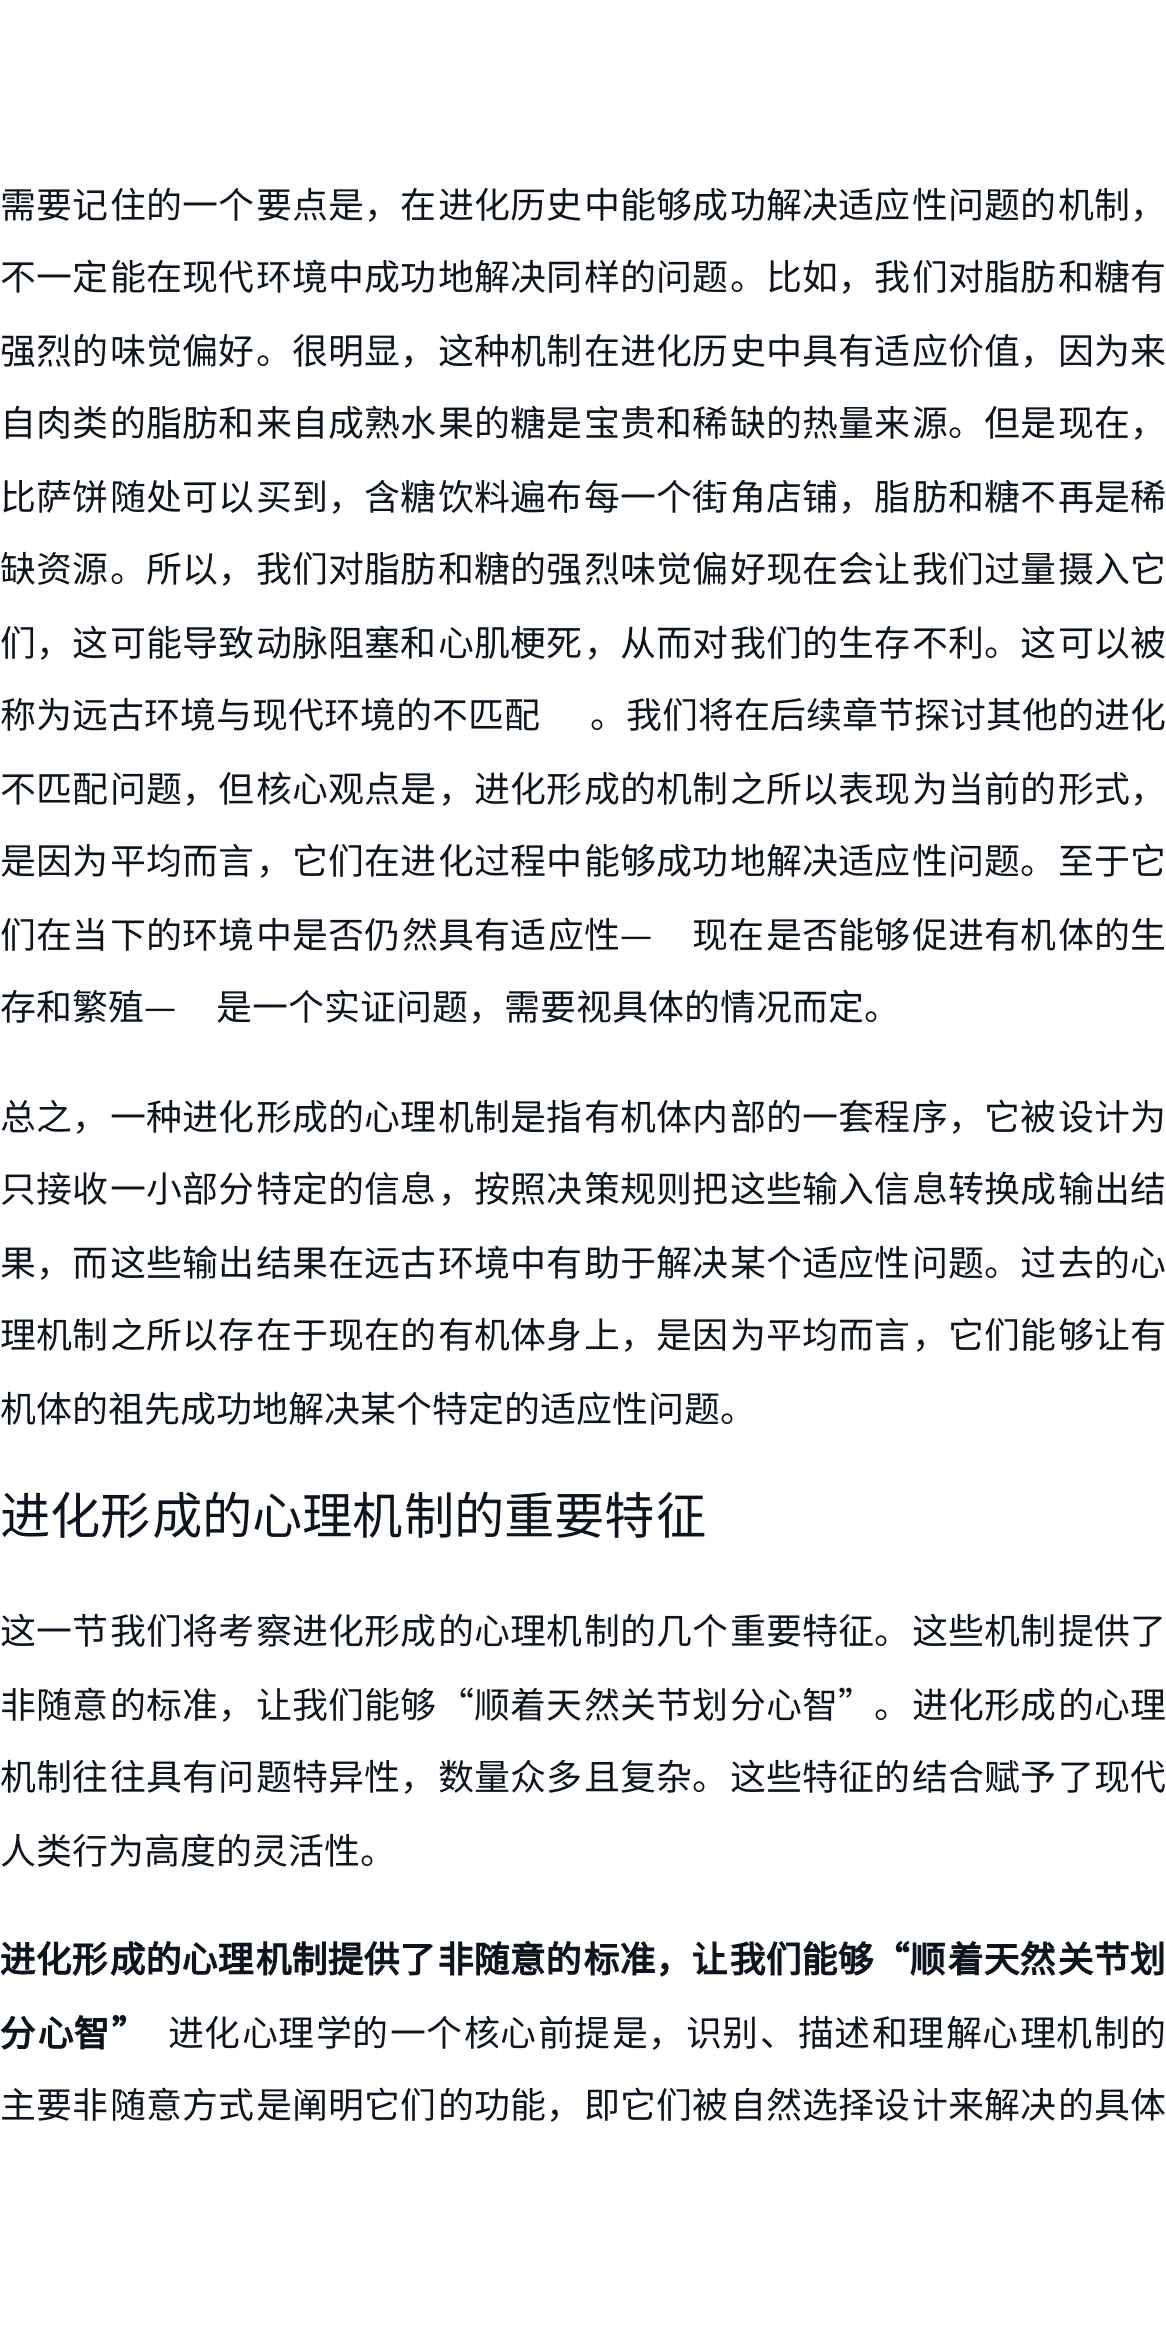 需要记住的一个要点是，在进化历史中能够成功解决适应性问题的机制，
不一定能在现代环境中成功地解决同样的问题。比如，我们对脂肪和糖有
强烈的味觉偏好。很明显，这种机制在进化历史中具有适应价值，因为来
自肉类的脂肪和来自成熟水果的糖是宝贵和稀缺的热量来源。但是现在，
比萨饼随处可以买到，含糖饮料遍布每一个街角店铺，脂肪和糖不再是稀
缺资源。所以，我们对脂肪和糖的强烈味觉偏好现在会让我们过量摄入它
们，这可能导致动脉阻塞和心肌梗死，从而对我们的生存不利。这可以被
称为远古环境与现代环境的不匹配　。我们将在后续章节探讨其他的进化
不匹配问题，但核心观点是，进化形成的机制之所以表现为当前的形式，
是因为平均而言，它们在进化过程中能够成功地解决适应性问题。至于它
们在当下的环境中是否仍然具有适应性—　现在是否能够促进有机体的生
存和繁殖—　是一个实证问题，需要视具体的情况而定。
总之，一种进化形成的心理机制是指有机体内部的一套程序，它被设计为
只接收一小部分特定的信息，按照决策规则把这些输入信息转换成输出结
果，而这些输出结果在远古环境中有助于解决某个适应性问题。过去的心
理机制之所以存在于现在的有机体身上，是因为平均而言，它们能够让有
机体的祖先成功地解决某个特定的适应性问题。
进化形成的心理机制的重要特征
这一节我们将考察进化形成的心理机制的几个重要特征。这些机制提供了
非随意的标准，让我们能够“顺着天然关节划分心智”。进化形成的心理
机制往往具有问题特异性，数量众多且复杂。这些特征的结合赋予了现代
人类行为高度的灵活性。
进化形成的心理机制提供了非随意的标准，让我们能够“顺着天然关节划
分心智”　进化心理学的一个核心前提是，识别、描述和理解心理机制的
主要非随意方式是阐明它们的功能，即它们被自然选择设计来解决的具体